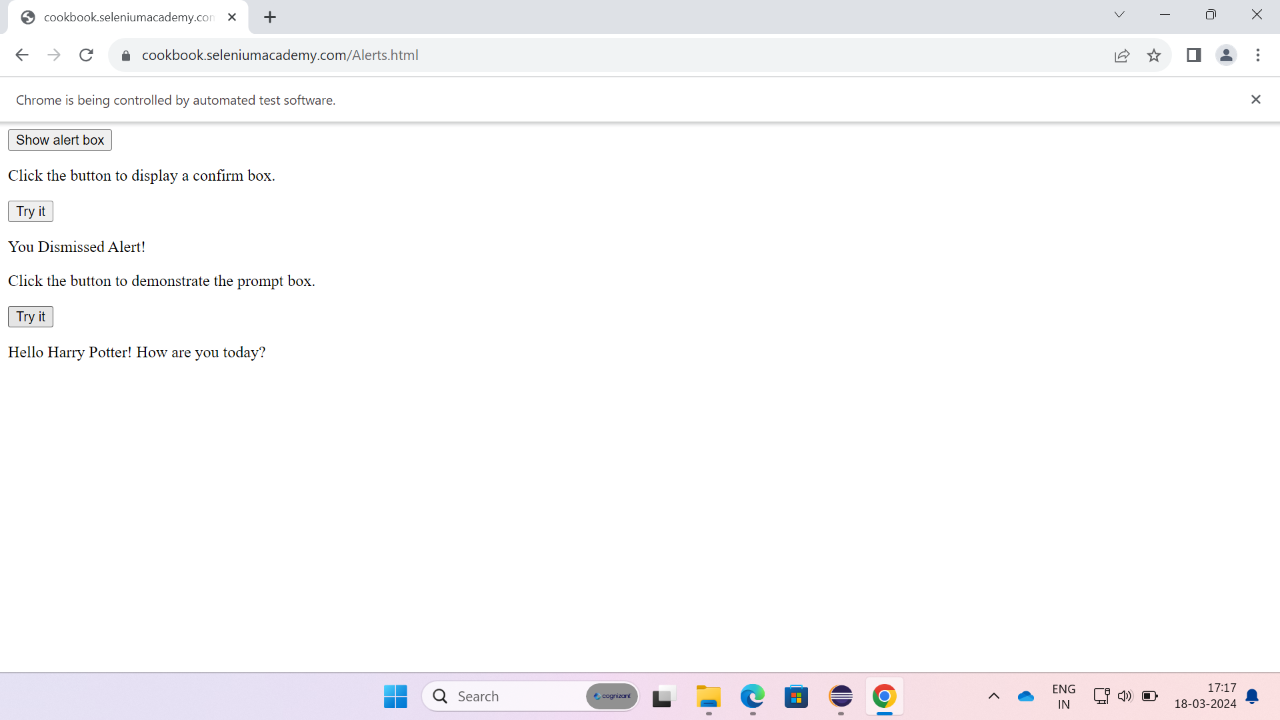 cookbook.seleniumacademy.com
cookbook.seleniumacademy.com/Alerts.html
Chrome is being controlled by automated test software.
Show alert box
Click the button to display a confirm box.
Try it
You Dismissed Alert!
Click the button to demonstrate the prompt box.
Try it
Hello Harry Potter! How are you today?
Search
cognizant
ENG
IN
17:17
18-03-2024